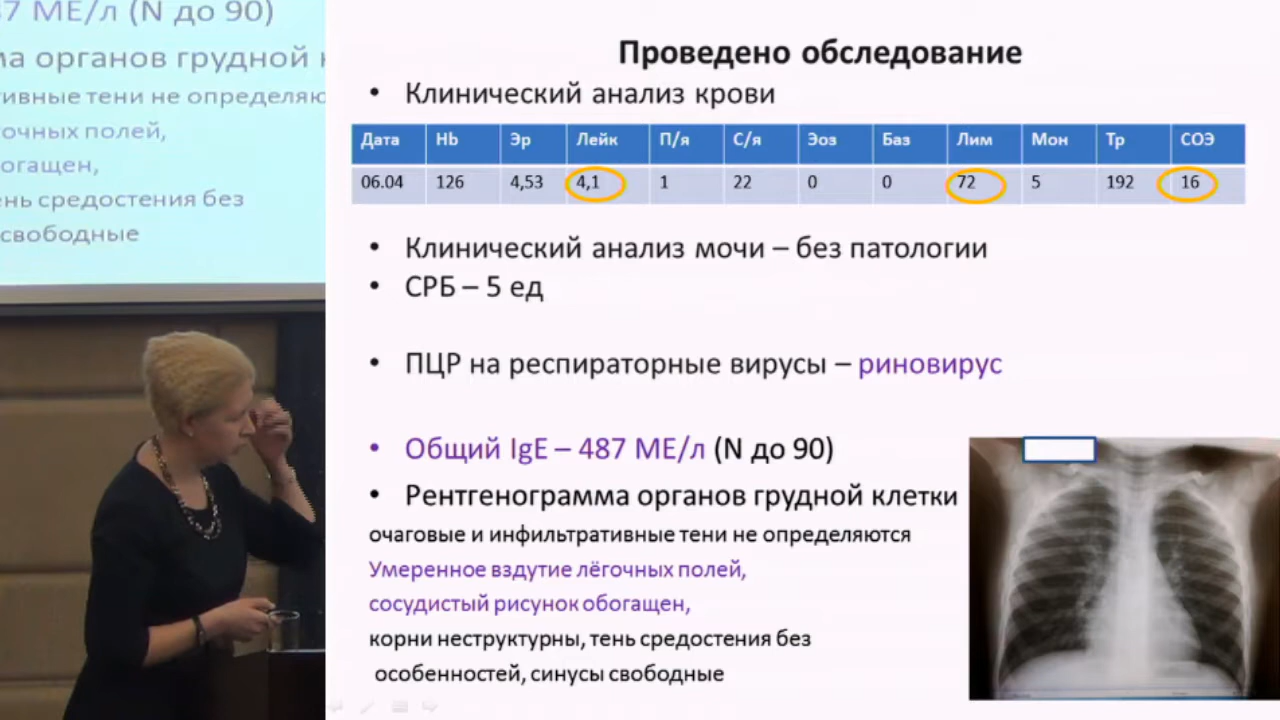 87 МЕ/л (N до 90)
ма органов грудной к
тивные тени не определяю
гочных полей,
огащен,
ень средостения без
свободные
Проведено обследование
• Клинический анализ крови
Дата Hb Эр Лейк П/я С/я Эоз Баз Лим Мон Тр СОЭ
06.04 126 4,53 4,1 1 22 0 0 72 5 192 16
• Клинический анализ мочи – без патологии
• СРБ – 5 ед
• ПЦР на респираторные вирусы – риновирус
• Общий IgE – 487 МЕ/л (N до 90)
• Рентгенограмма органов грудной клетки
очаговые и инфильтративные тени не определяются
Умеренное вздутие лёгочных полей,
сосудистый рисунок обогащен,
корни неструктурны, тень средостения без
особенностей, синусы свободные